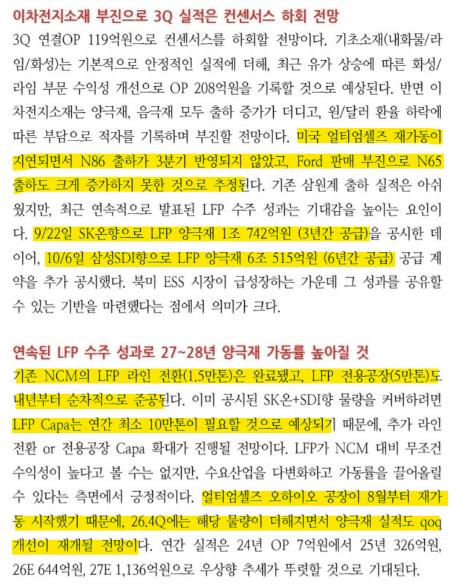 이차전지소재 부진으로 3Q 실적은 컨센서스 하회 전망
3Q 연결OP 119억원으로 컨센서스를 하회할 전망이다. 기초소재(내화물/라
임/화성)는 기본적으로 안정적인 실적에 더해, 최근 유가 상승에 따른 화성/
라임 부문 수익성 개선으로 OP 208억원을 기록할 것으로 예상된다. 반면 이
차전지소재는 양극재, 음극재 모두 출하 증가가 더디고, 원/달러 환율 하락에
따른 부담으로 적자를 기록하며 부진할 전망이다. 미국 얼티엄셀즈 재가동이
지연되면서 N86 출하가 3분기 반영되지 않았고, Ford 판매 부진으로 N65
출하도 크게 증가하지 못한 것으로 추정된다. 기존 삼원계 출하 실적은 아쉬
웠지만, 최근 연속적으로 발표된 LFP 수주 성과는 기대감을 높이는 요인이
다. 9/22일 SK온향으로 LFP 양극재 1조 742억원 (3년간 공급)을 공시한 데
이어, 10/6일 삼성SDI향으로 LFP 양극재 6조 515억원 (6년간 공급) 공급 계
약을 추가 공시했다. 북미 ESS 시장이 급성장하는 가운데 그 성과를 공유할
수 있는 기반을 마련했다는 점에서 의미가 크다.
연속된 LFP 수주 성과로 27~28년 양극재 가동률 높아질 것
기존 NCM의 LFP 라인 전환(1.5만톤)은 완료됐고, LFP 전용공장(5만톤)도
내년부터 순차적으로 준공된다. 이미 공시된 SK온+SDI향 물량을 커버하려면
LFP Capa는 연간 최소 10만톤이 필요할 것으로 예상되기 때문에, 추가 라인
전환 or 전용공장 Capa 확대가 진행될 전망이다. LFP가 NCM 대비 무조건
수익성이 높다고 볼 수는 없지만, 수요산업을 다변화하고 가동률을 끌어올릴
수 있다는 측면에서 긍정적이다. 얼티엄셀즈 오하이오 공장이 8월부터 재가
동 시작했기 때문에, 26.4Q에는 해당 물량이 더해지면서 양극재 실적도 qoq
개선이 재개될 전망이다. 연간 실적은 24년 OP 7억원에서 25년 326억원,
26E 644억원, 27E 1,136억원으로 우상향 추세가 뚜렷할 것으로 기대된다.